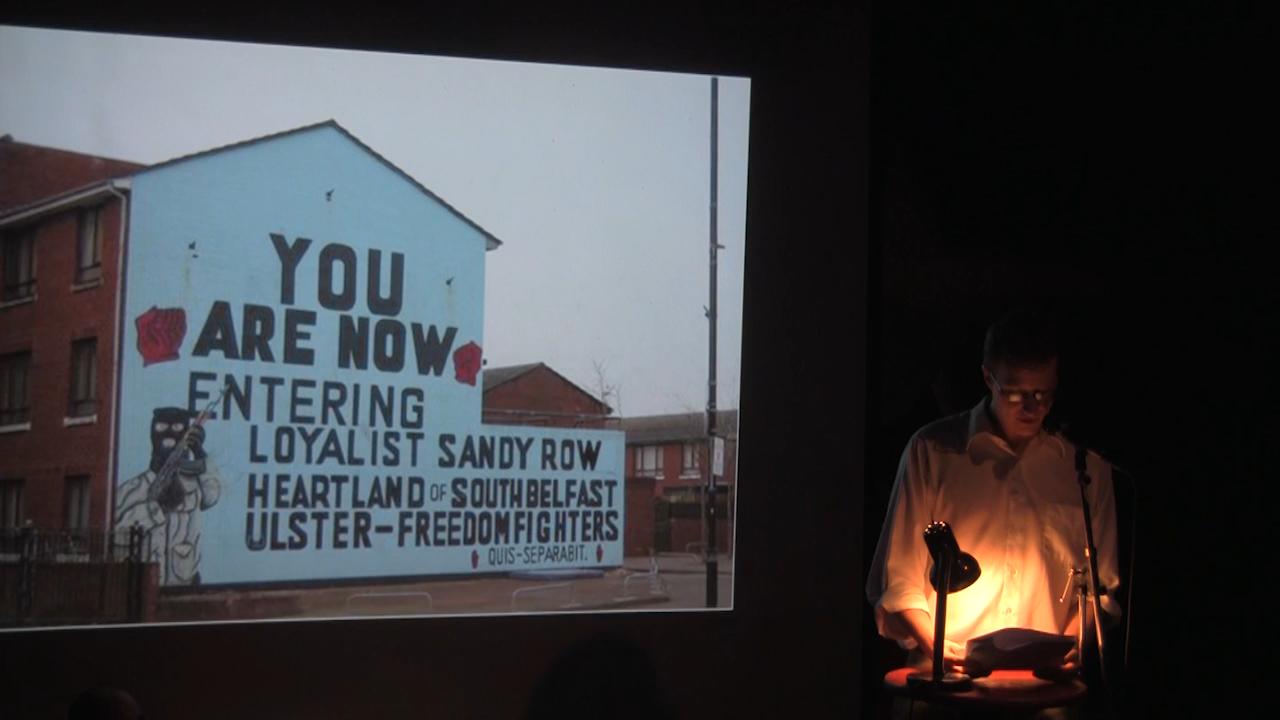 YOU
ARE NOW
ENTERING
LOYALIST SANDY ROW
HEARTLAND OF SOUTH BELFAST
ULSTER-FREEDOM FIGHTERS
QUIS-SEPARABIT.